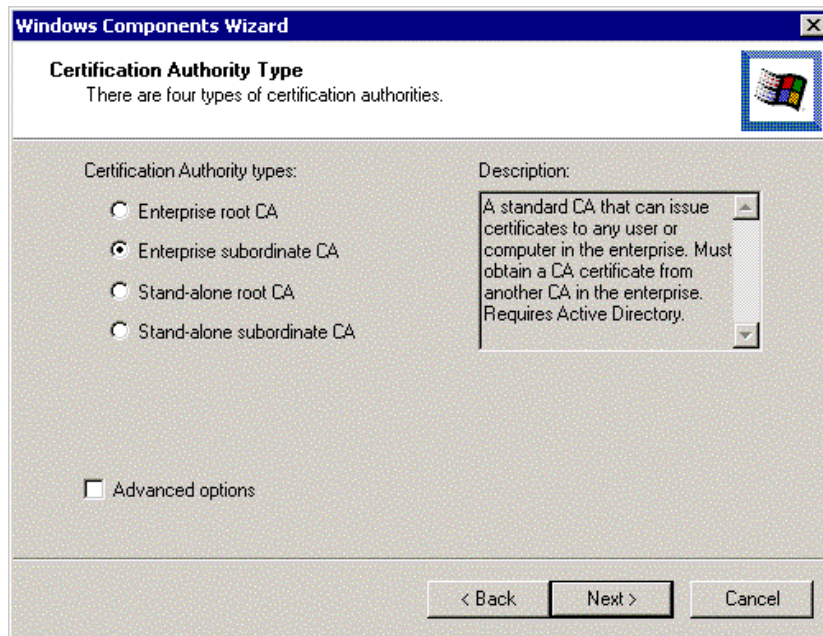 Windows Components Wizard
Certification Authority Type
There are four types of certification authorities.
Certification Authority types:
Enterprise root CA
Enterprise subordinate CA
Stand-alone root CA
Stand-alone subordinate CA
Description:
A standard CA that can issue
certificates to any user or
computer in the enterprise. Must
obtain a CA certificate from
another CA in the enterprise.
Requires Active Directory.
Advanced options
< Back
Next >
Cancel